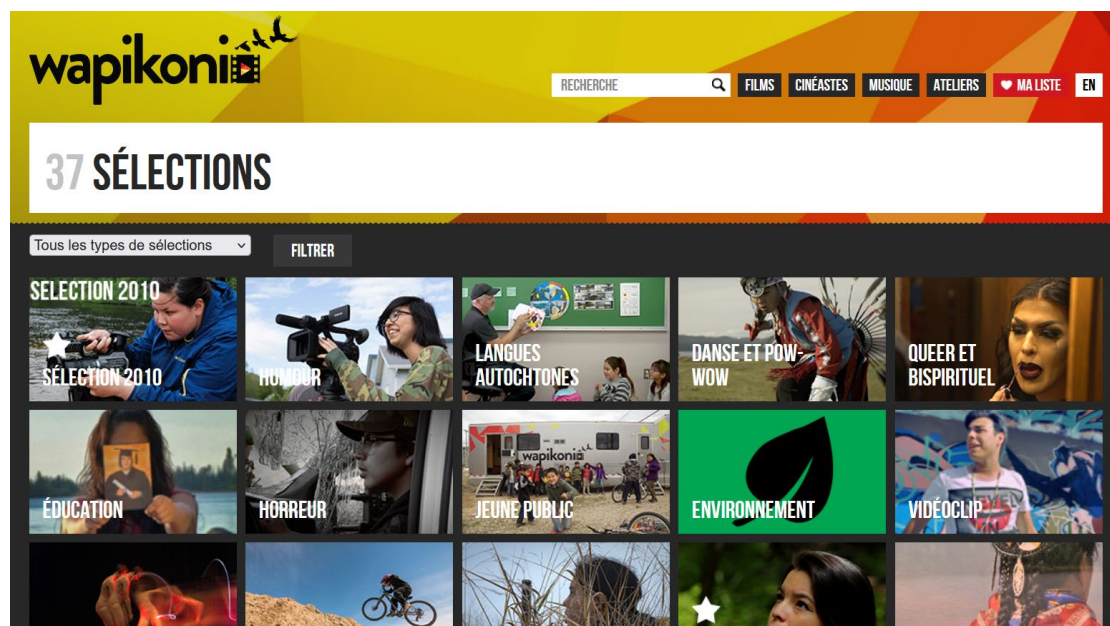 wapikoni
RECHERCHE
FILMS
CINÉASTES
MUSIQUE
ATELIERS
MA LISTE
EN
37 SÉLECTIONS
Tous les types de sélections
FILTRER
SELECTION 2010
SÉLECTION 2010
HUMOUR
LANGUES
AUTOCHTONES
DANSE ET POW-
WOW
QUEER ET
BISPIRITUEL
ÉDUCATION
HORREUR
wapikoni
JEUNE PUBLIC
ENVIRONNEMENT
VIDÉOCLIP